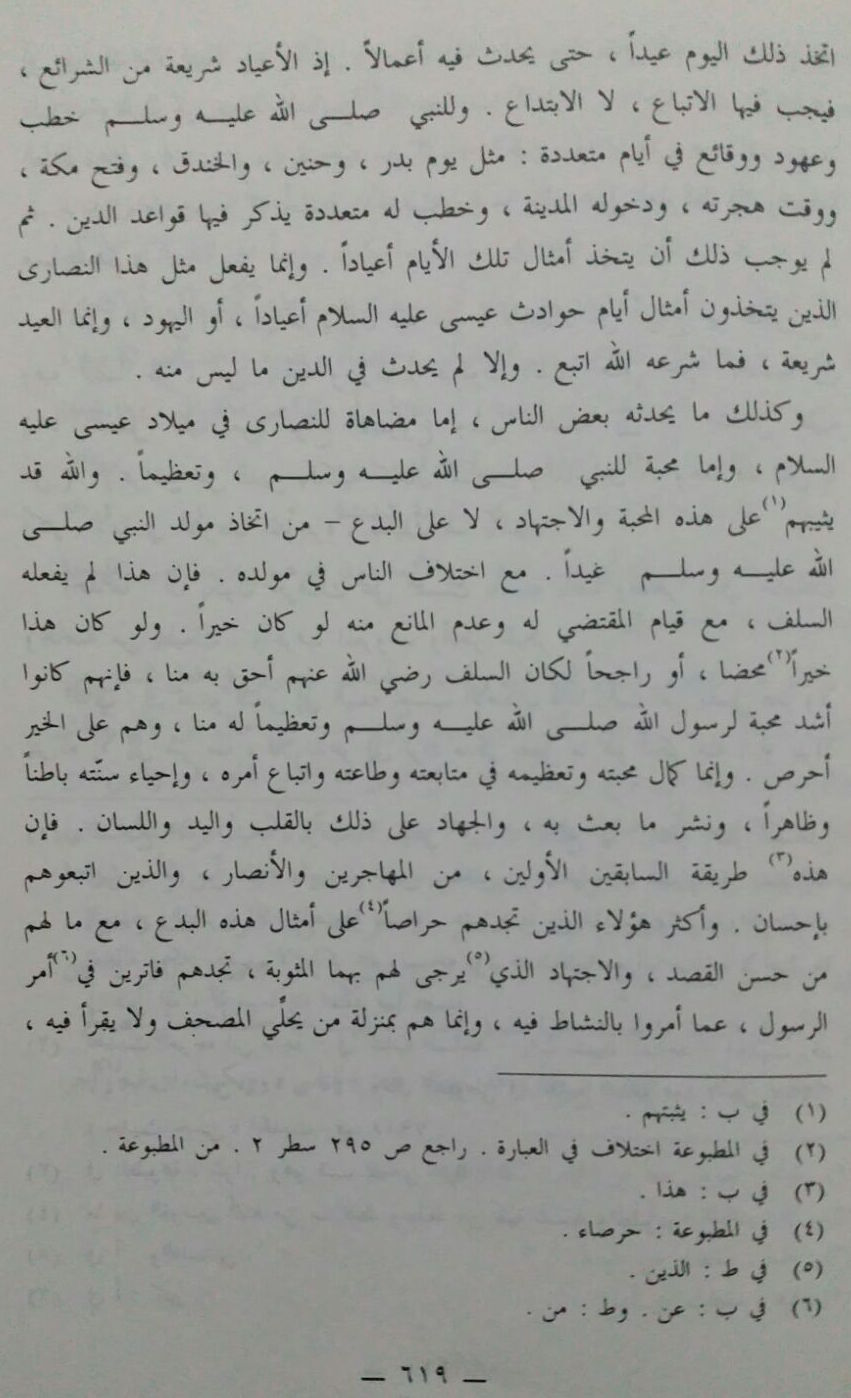 اتخذ ذلك اليوم عيداً ، حتى يحدث فيه أعمالاً . إذ الأعياد شريعة من الشرائع ،
فيجب فيها الاتباع ، لا الابتداع . وللنبي صلى الله عليه وسلم خطب
وعهود ووقائع في أيام متعددة : مثل يوم بدر ، وحنين ، والخندق ، وفتح مكة ،
ووقت هجرته ، ودخوله المدينة ، وخطب له متعددة يذكر فيها قواعد الدين . ثم
لم يوجب ذلك أن يتخذ أمثال تلك الأيام أعياداً . وإنما يفعل مثل هذا النصارى
الذين يتخذون أمثال أيام حوادث عيسى عليه السلام أعياداً ، أو اليهود ، وإنما العيد
شريعة ، فما شرعه الله اتبع . وإلا لم يحدث في الدين ما ليس منه .
وكذلك ما يحدثه بعض الناس ، إما مضاهاة للنصارى في ميلاد عيسى عليه
السلام ، وإما محبة للنبي صلى الله عليه وسلم ، وتعظيماً . والله قد
يثيبهم(١) على هذه المحبة والاجتهاد ، لا على البدع – من اتخاذ مولد النبي صلى
الله عليه وسلم غيداً . مع اختلاف الناس في مولده . فإن هذا لم يفعله
السلف ، مع قيام المقتضي له وعدم المانع منه لو كان خيراً . ولو كان هذا
خيراً(٢) محضا ، أو راجحاً لكان السلف رضي الله عنهم أحق به منا ، فإنهم كانوا
أشد محبة لرسول الله صلى الله عليه وسلم وتعظيماً له منا ، وهم على الخير
أحرص . وإنما كمال محبته وتعظيمه في متابعته وطاعته واتباع أمره ، وإحياء سنّته باطناً
وظاهراً ، ونشر ما بعث به ، والجهاد على ذلك بالقلب واليد واللسان . فإن
هذه(٣) طريقة السابقين الأولين ، من المهاجرين والأنصار ، والذين اتبعوهم
بإحسان . وأكثر هؤلاء الذين تجدهم حراصاً(٤) على أمثال هذه البدع ، مع ما لهم
من حسن القصد ، والاجتهاد الذي(٥) يرجى لهم بهما المثوبة ، تجدهم فاترين في(٦) أمر
الرسول ، عما أمروا بالنشاط فيه ، وإنما هم بمنزلة من يحلّي المصحف ولا يقرأ فيه ،
(١) في ب : يثبتهم .
(٢) في المطبوعة اختلاف في العبارة . راجع ص ٢٩٥ سطر ٢ . من المطبوعة .
(٣) في ب : هذا .
(٤) في المطبوعة : حرصاء .
(٥) في ط : الذين .
(٦) في ب : عن . وط : من .
— ٦١٩ —